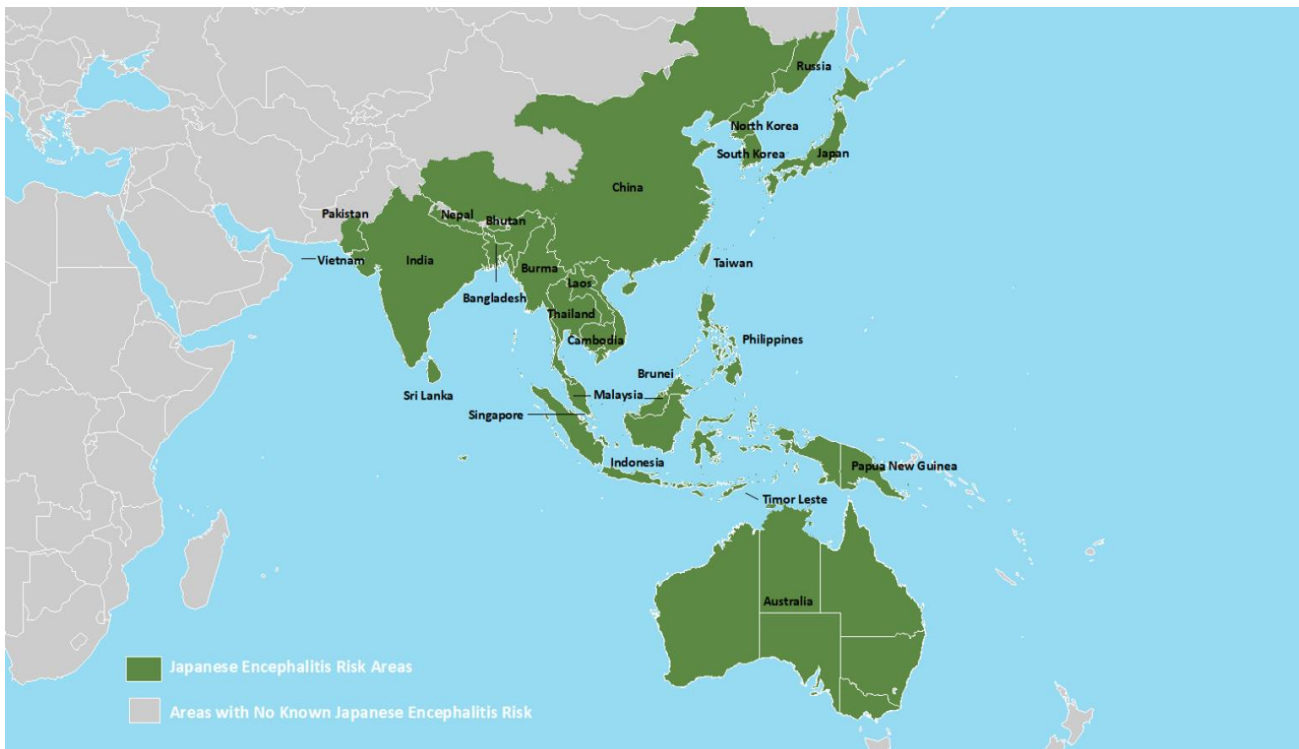 Russia
North Korea
South Korea
Japan
China
Pakistan
Nepal
Bhutan
Vietnam
India
Burma
Taiwan
Laos
Bangladesh
Thailand
Cambodia
Philippines
Brunei
Sri Lanka
Malaysia
Singapore
Indonesia
Papua New Guinea
Timor Leste
Australia
Japanese Encephalitis Risk Areas
Areas with No Known Japanese Encephalitis Risk